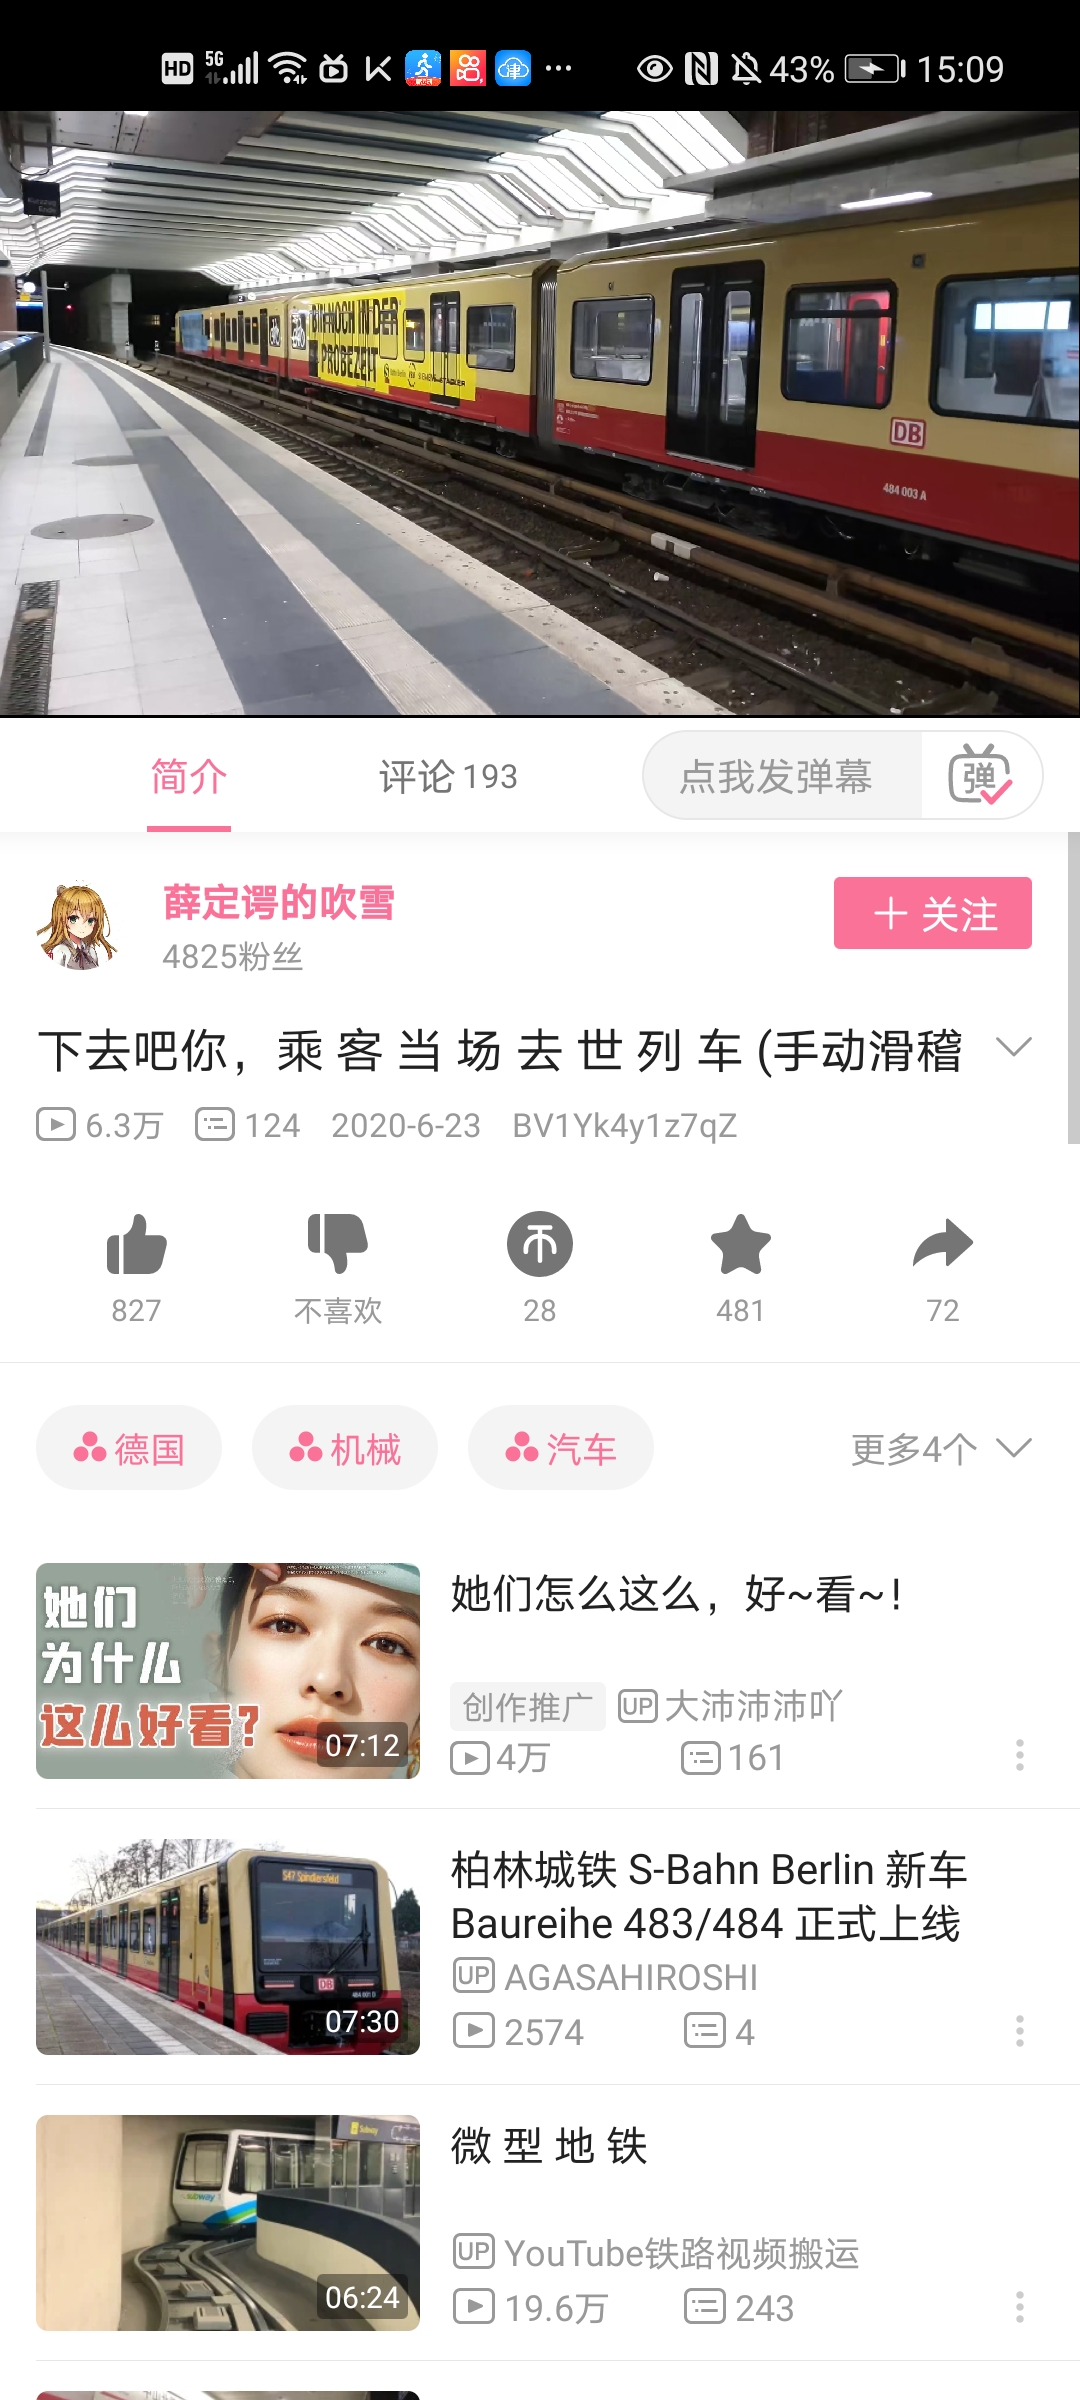 HD 5G 43% 15:09
BIN NOCH IN DER
PROBEZEIT
DB
484 003 A
简介 评论 193 点我发弹幕 弹
薛定谔的吹雪
4825粉丝
+ 关注
下去吧你，乘 客 当 场 去 世 列 车 (手动滑稽
6.3万 124 2020-6-23 BV1Yk4y1z7qZ
827 不喜欢 28 481 72
德国 机械 汽车 更多4个
她们
为什么
这么好看?
07:12
她们怎么这么，好~看~！
创作推广 UP 大沛沛沛吖
4万 161
S47 Spindlersfeld
DB
07:30
柏林城铁 S-Bahn Berlin 新车
Baureihe 483/484 正式上线
UP AGASAHIROSHI
2574 4
Subway
subway
06:24
微 型 地 铁
UP YouTube铁路视频搬运
19.6万 243